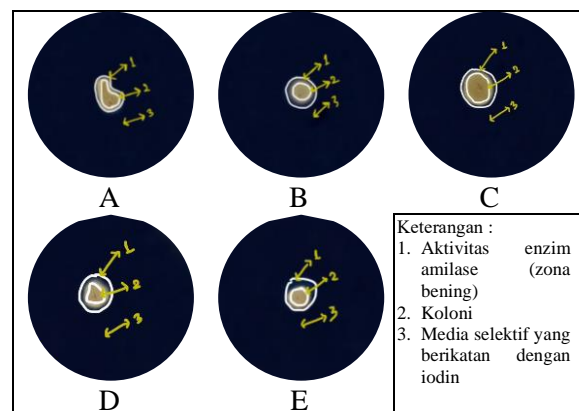 1
2
3
1
2
3
1
2
3
A
B
C
1
2
3
1
2
3
D
E
Keterangan :
1. Aktivitas enzim
amilase (zona
bening)
2. Koloni
3. Media selektif yang
berikatan dengan
iodin